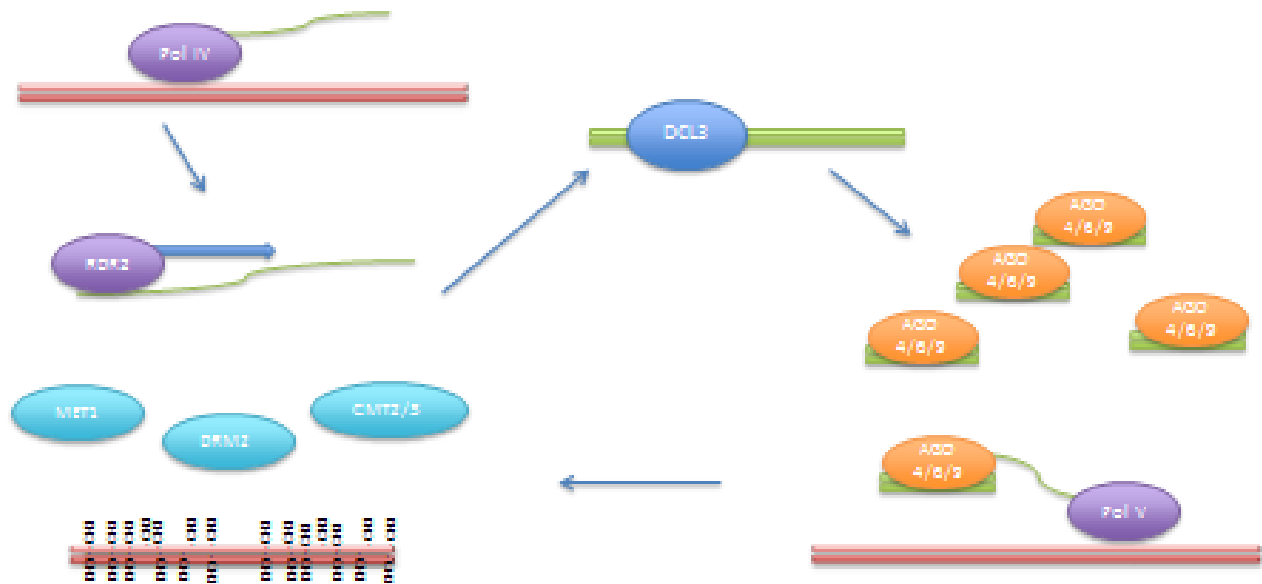 Pol IV
DCL3
RDR2
AGO
4/6/9
AGO
4/6/9
AGO
4/6/9
AGO
4/6/9
MET1
DRM2
CMT2/3
AGO
4/6/9
Pol V